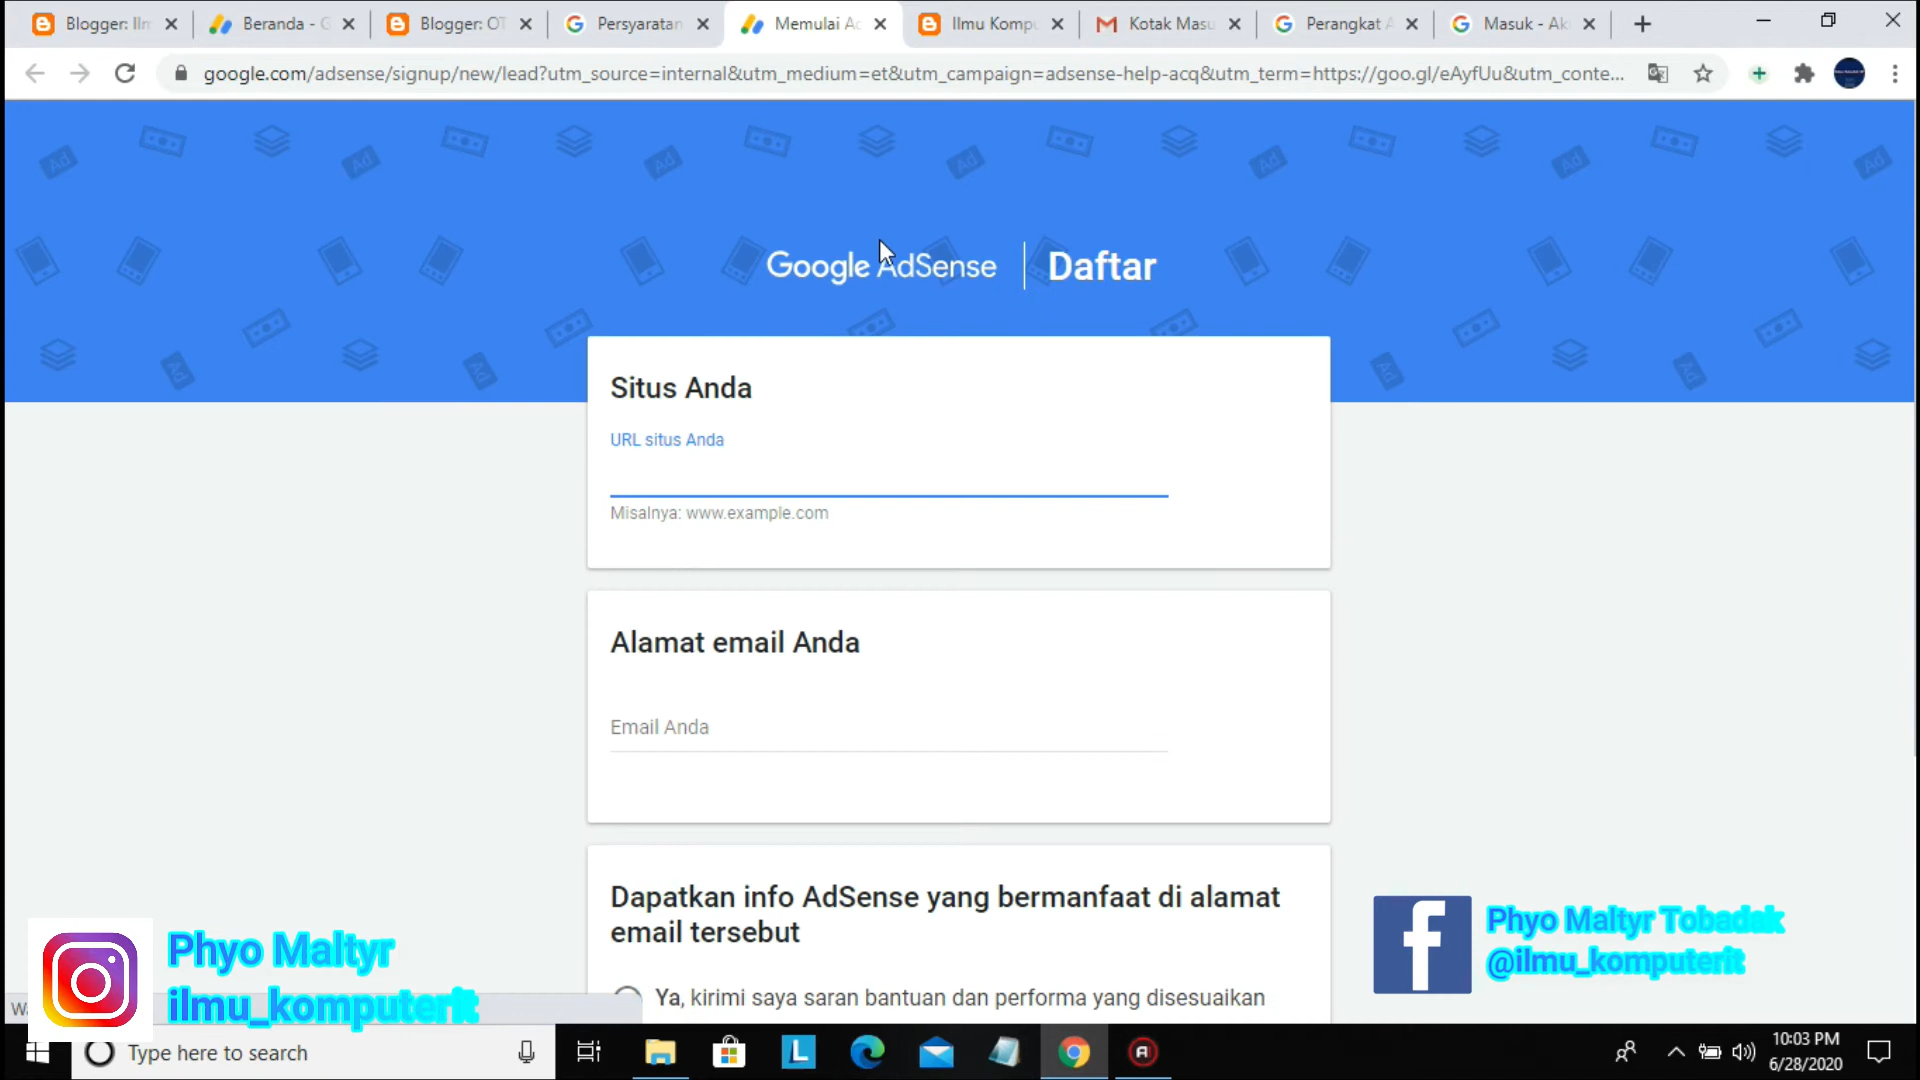 Blogger: Ilm
Beranda - G
Blogger: OT
Persyaratan
Memulai Ad
Ilmu Kompu
Kotak Masu
Perangkat A
Masuk - Ak
google.com/adsense/signup/new/lead?utm_source=internal&utm_medium=et&utm_campaign=adsense-help-acq&utm_term=https://goo.gl/eAyfUu&utm_conte...
Google AdSense
Daftar
Situs Anda
URL situs Anda
Misalnya: www.example.com
Alamat email Anda
Email Anda
Dapatkan info AdSense yang bermanfaat di alamat
email tersebut
Ya, kirimi saya saran bantuan dan performa yang disesuaikan
Phyo Maltyr
ilmu_komputerit
Phyo Maltyr Tobadak
@ilmu_komputerit
Type here to search
10:03 PM
6/28/2020